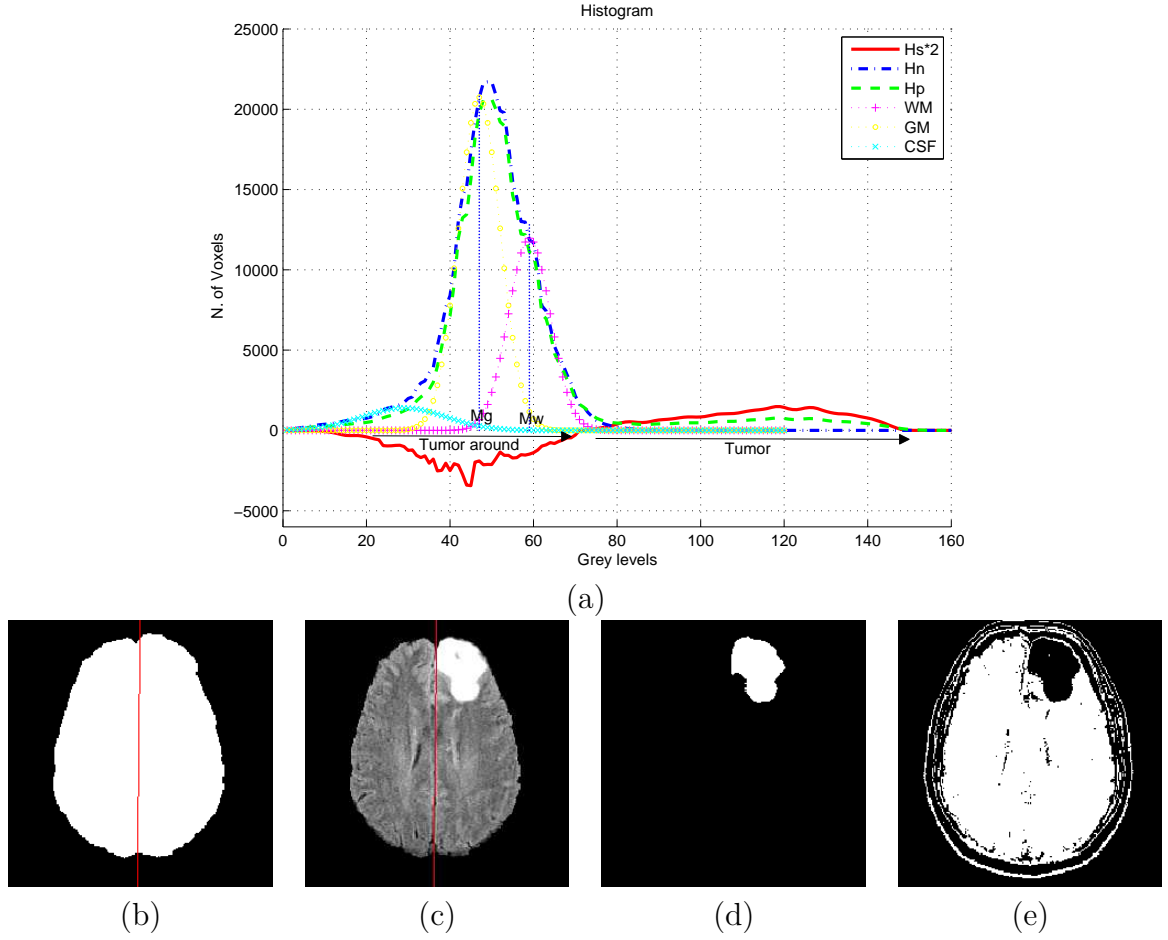 Histogram
25000
20000
15000
10000
5000
0
−5000
N. of Voxels
Hs*2
Hn
Hp
WM
GM
CSF
Mg
Mw
Tumor around
Tumor
0 20 40 60 80 100 120 140 160
Grey levels
(a)
(b) (c) (d) (e)